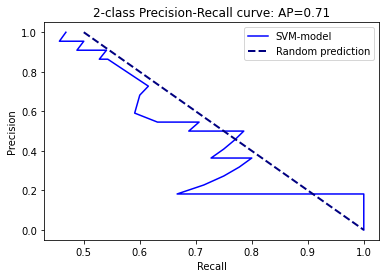 2-class Precision-Recall curve: AP=0.71
SVM-model
Random prediction
Precision
1.0
0.8
0.6
0.4
0.2
0.0
0.5
0.6
0.7
0.8
0.9
1.0
Recall